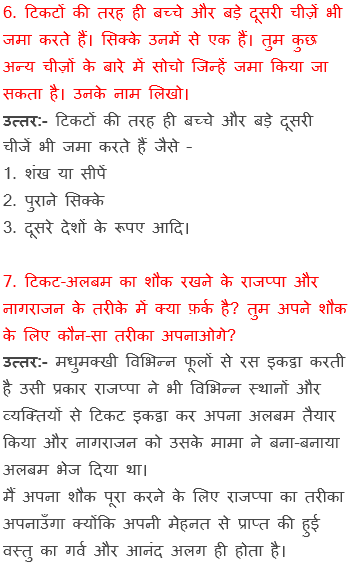 6. टिकटों की तरह ही बच्चे और बड़े दूसरी चीज़ें भी
जमा करते हैं। सिक्के उनमें से एक हैं। तुम कुछ
अन्य चीज़ों के बारे में सोचो जिन्हें जमा किया जा
सकता है। उनके नाम लिखो।
उत्तर:- टिकटों की तरह ही बच्चे और बड़े दूसरी
चीजें भी जमा करते हैं जैसे -
1. शंख या सीपें
2. पुराने सिक्के
3. दूसरे देशों के रूपए आदि।
7. टिकट-अलबम का शौक रखने के राजप्पा और
नागराजन के तरीके में क्या फ़र्क है? तुम अपने शौक
के लिए कौन-सा तरीका अपनाओगे?
उत्तर:- मधुमक्खी विभिन्न फूलों से रस इकट्ठा करती
है उसी प्रकार राजप्पा ने भी विभिन्न स्थानों और
व्यक्तियों से टिकट इकट्ठा कर अपना अलबम तैयार
किया और नागराजन को उसके मामा ने बना-बनाया
अलबम भेज दिया था।
मैं अपना शौक पूरा करने के लिए राजप्पा का तरीका
अपनाउँगा क्योंकि अपनी मेहनत से प्राप्त की हुई
वस्तु का गर्व और आनंद अलग ही होता है।